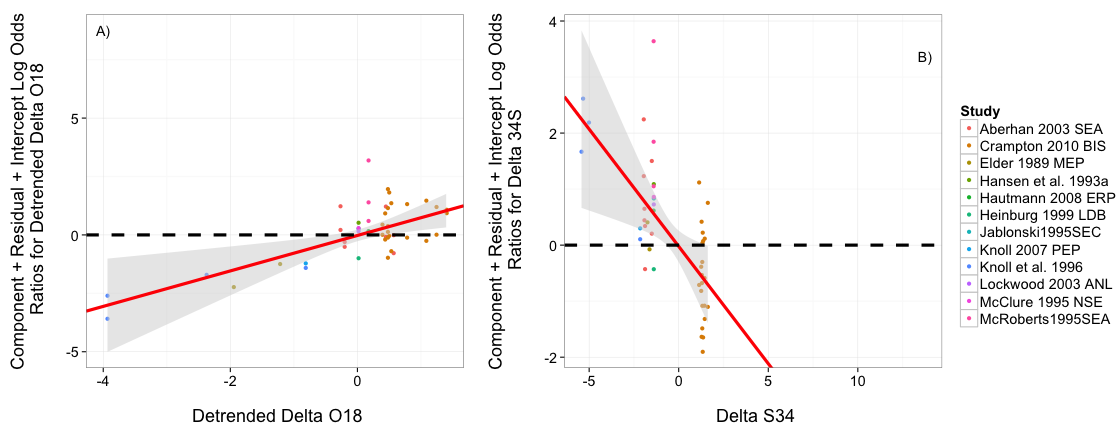 Component + Residual + Intercept Log Odds
Ratios for Detrended Delta O18
A)
5
0
-5
-4
-2
0
Detrended Delta O18
Component + Residual + Intercept Log Odds
Ratios for Delta 34S
B)
4
2
0
-2
-5
0
5
10
Delta S34
Study
Aberhan 2003 SEA
Crampton 2010 BIS
Elder 1989 MEP
Hansen et al. 1993a
Hautmann 2008 ERP
Heinburg 1999 LDB
Jablonski1995SEC
Knoll 2007 PEP
Knoll et al. 1996
Lockwood 2003 ANL
McClure 1995 NSE
McRoberts1995SEA